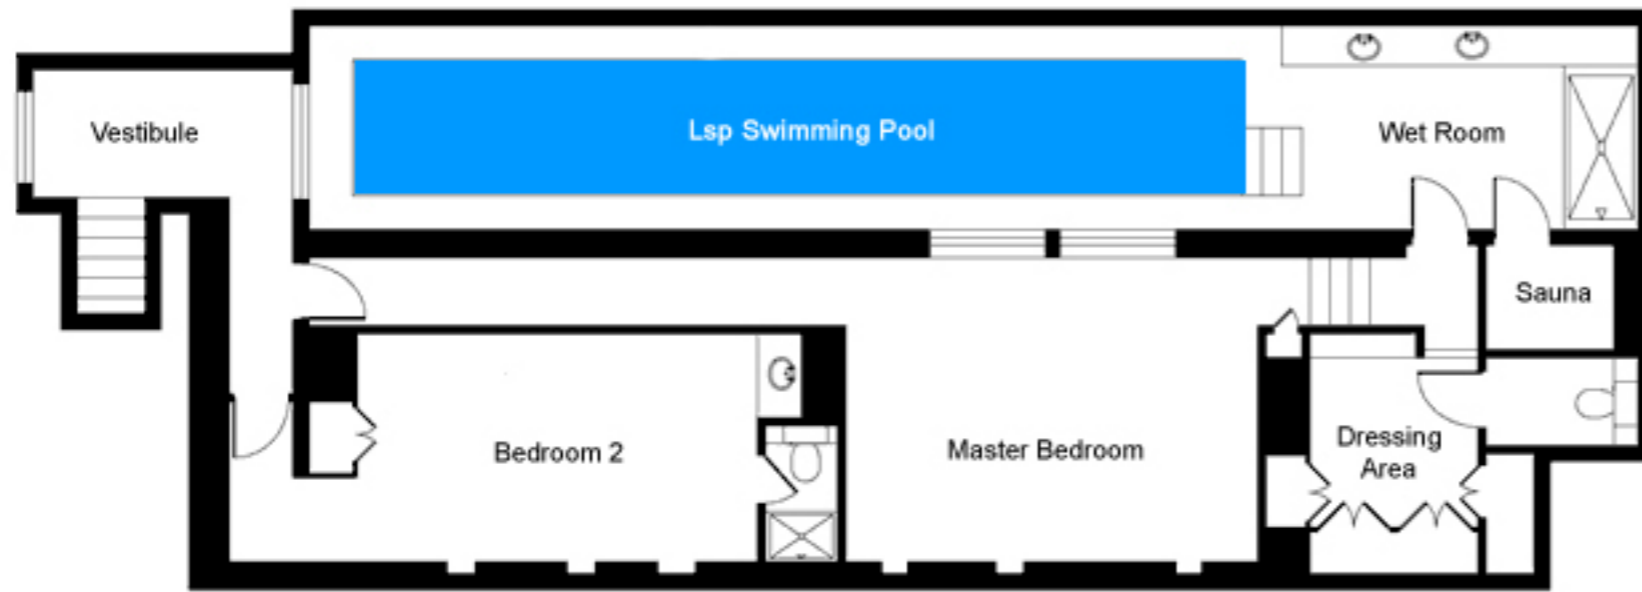 Vestibule
Lsp Swimming Pool
Wet Room
Sauna
Bedroom 2
Master Bedroom
Dressing
Area